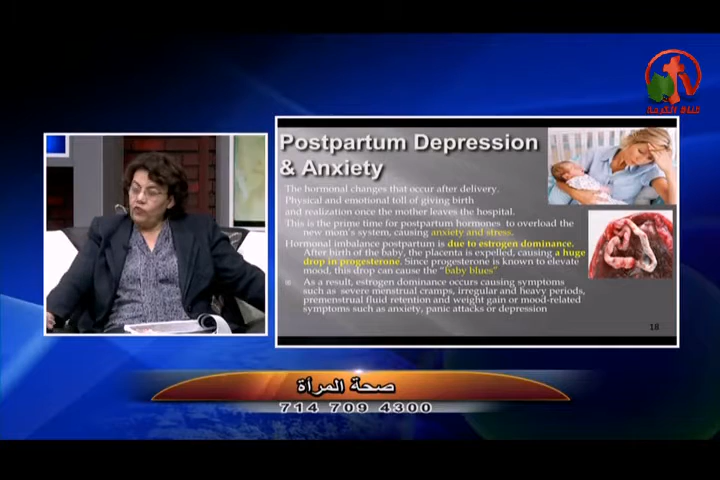 قناة الكرمة
Postpartum Depression
& Anxiety
The hormonal changes that occur after delivery.
Physical and emotional toll of giving birth
and realization once the mother leaves the hospital.
This is the prime time for postpartum hormones to overload the
new mom's system, causing anxiety and stress.
Hormonal imbalance postpartum is due to estrogen dominance.
After birth of the baby, the placenta is expelled, causing a huge
drop in progesterone. Since progesterone is known to elevate
mood, this drop can cause the "baby blues"
As a result, estrogen dominance occurs causing symptoms
such as severe menstrual cramps, irregular and heavy periods,
premenstrual fluid retention and weight gain or mood-related
symptoms such as anxiety, panic attacks or depression
18
صحة المرأة
714 709 4300